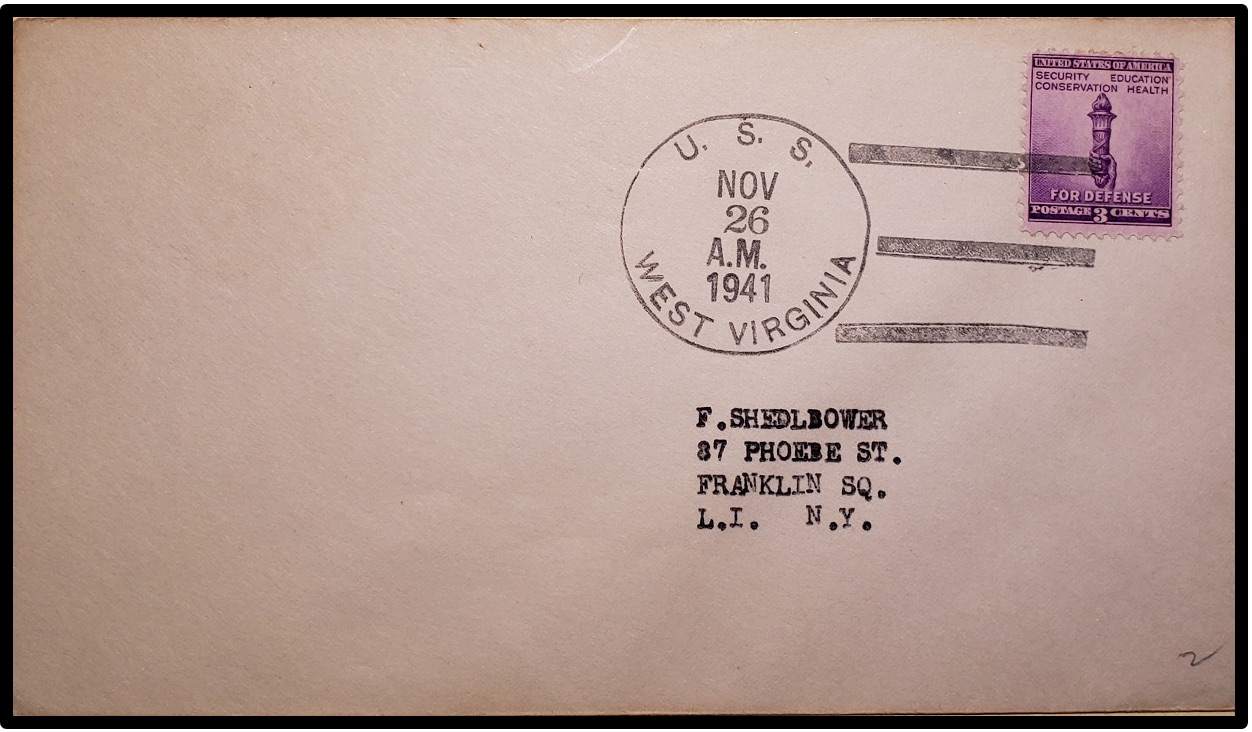 UNITED STATES OF AMERICA
SECURITY EDUCATION
CONSERVATION HEALTH
FOR DEFENSE
POSTAGE 3 CENTS
U. S. S.
NOV
26
A.M.
1941
WEST VIRGINIA
F.SHEDLBOWER
87 PHOEBE ST.
FRANKLIN SQ.
L.I. N.Y.
2